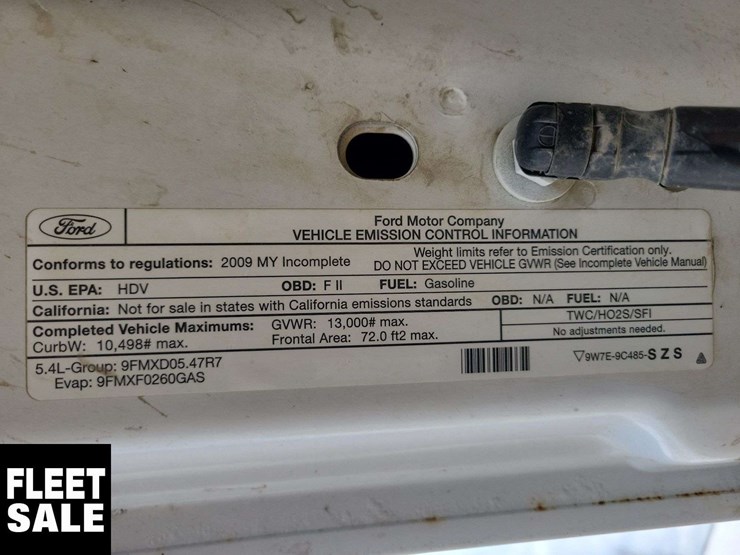 Ford
Ford Motor Company
VEHICLE EMISSION CONTROL INFORMATION
Conforms to regulations: 2009 MY Incomplete
Weight limits refer to Emission Certification only.
DO NOT EXCEED VEHICLE GVWR (See Incomplete Vehicle Manual)
U.S. EPA: HDV OBD: F II FUEL: Gasoline
California: Not for sale in states with California emissions standards OBD: N/A FUEL: N/A
Completed Vehicle Maximums: GVWR: 13,000# max.
CurbW: 10,498# max. Frontal Area: 72.0 ft2 max.
TWC/HO2S/SFI
No adjustments needed.
5.4L-Group: 9FMXD05.47R7
Evap: 9FMXF0260GAS
9W7E-9C485-SZS
FLEET
SALE